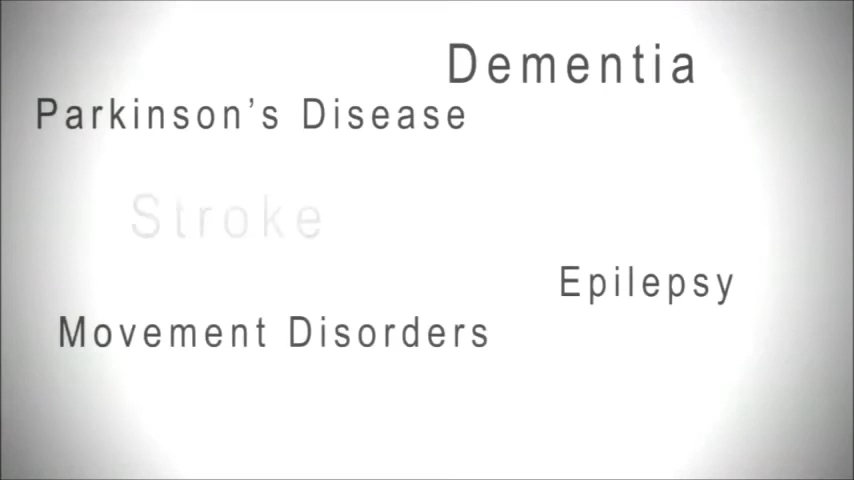 Dementia
Parkinson’s Disease
Stroke
Epilepsy
Movement Disorders